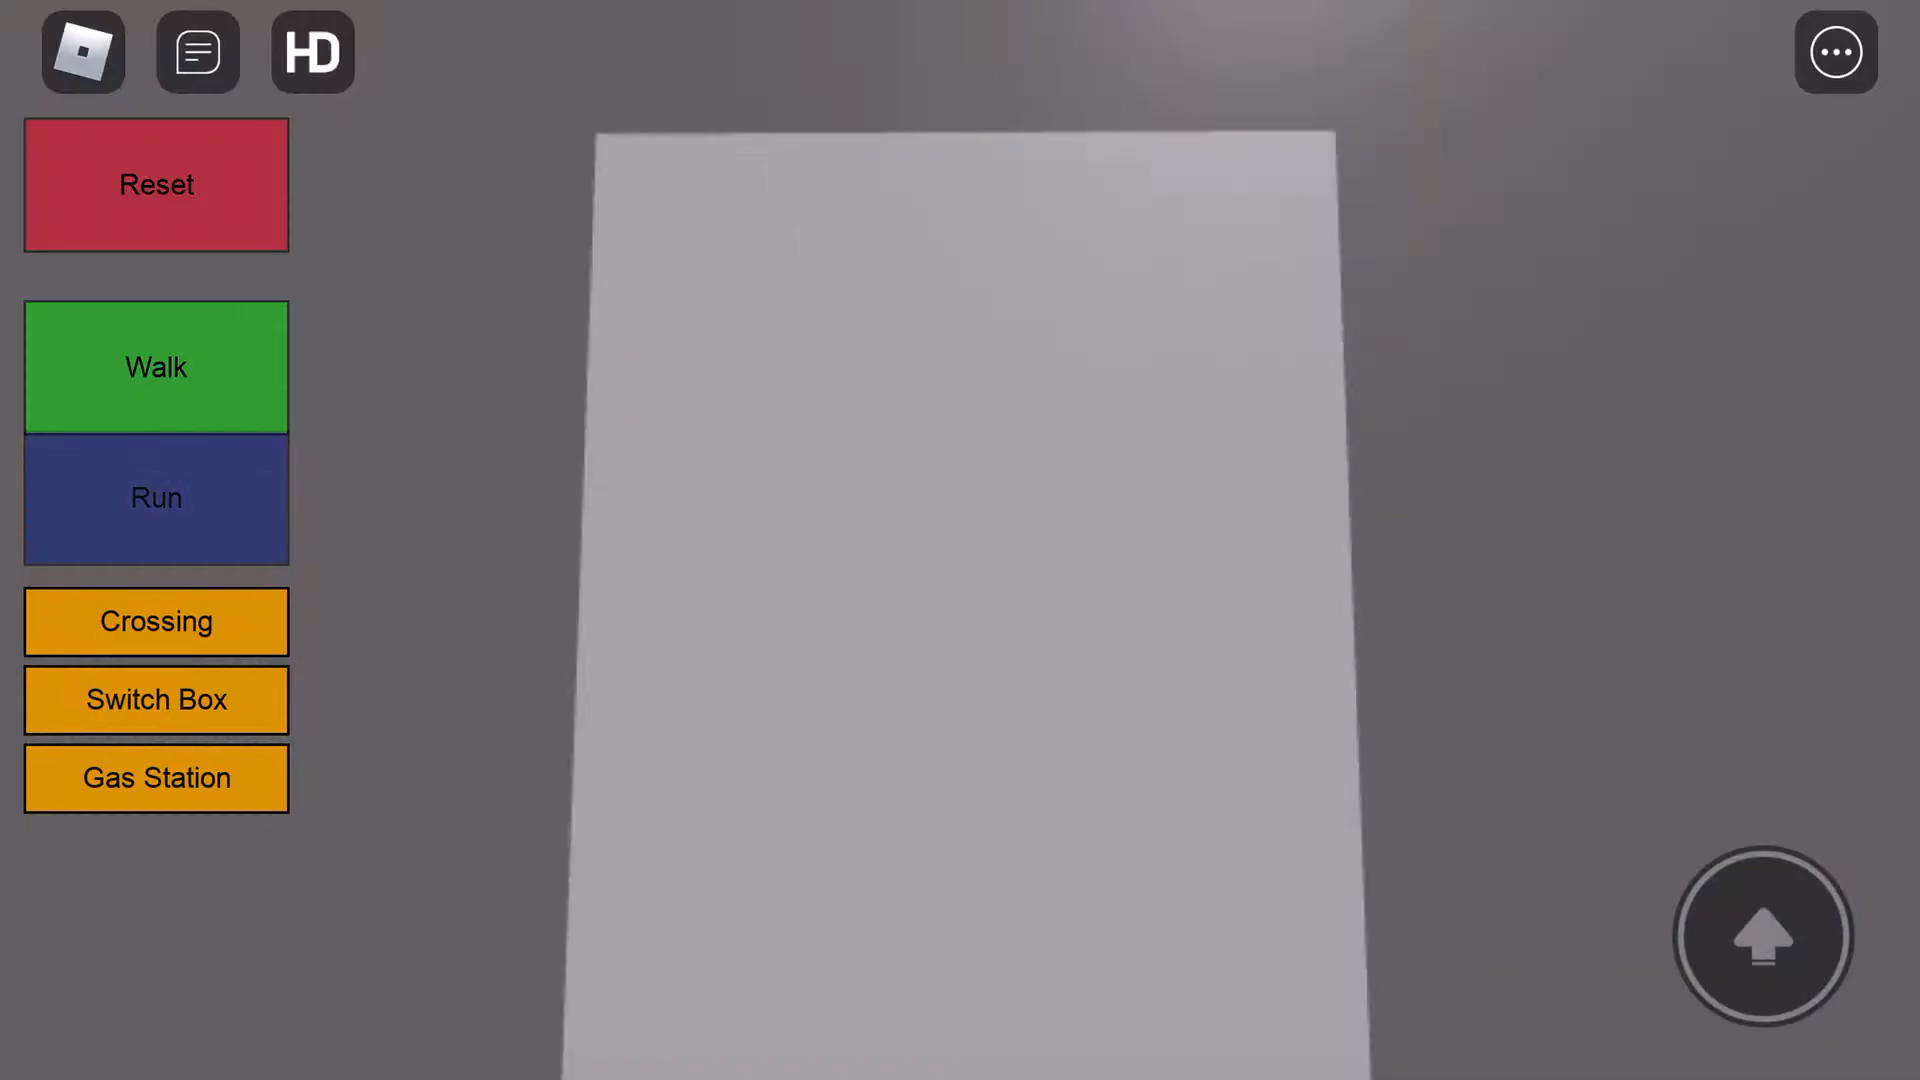 HD
Reset
Walk
Run
Crossing
Switch Box
Gas Station